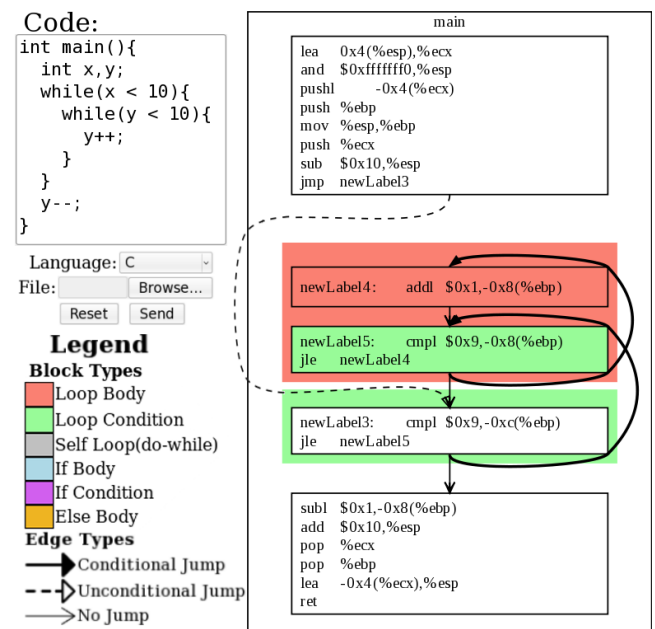 Code:
int main(){
int x,y;
while(x < 10){
while(y < 10){
y++;
}
}
y--;
}
Language: C
File: Browse...
Reset Send
Legend
Block Types
Loop Body
Loop Condition
Self Loop(do-while)
If Body
If Condition
Else Body
Edge Types
Conditional Jump
Unconditional Jump
No Jump
main
lea 0x4(%esp),%ecx
and $0xfffffff0,%esp
pushl -0x4(%ecx)
push %ebp
mov %esp,%ebp
push %ecx
sub $0x10,%esp
jmp newLabel3
newLabel4: addl $0x1,-0x8(%ebp)
newLabel5: cmpl $0x9,-0x8(%ebp)
jle newLabel4
newLabel3: cmpl $0x9,-0xc(%ebp)
jle newLabel5
subl $0x1,-0x8(%ebp)
add $0x10,%esp
pop %ecx
pop %ebp
lea -0x4(%ecx),%esp
ret